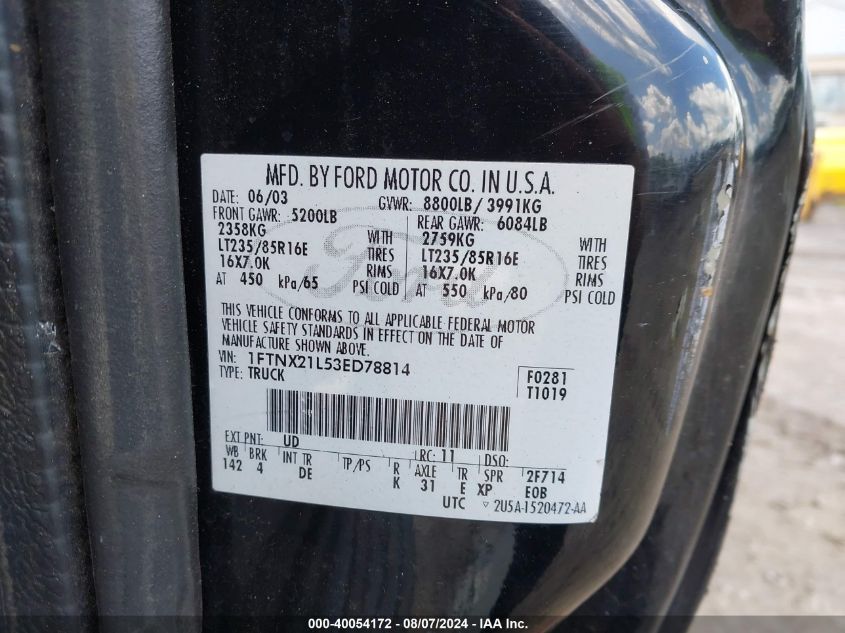 MFD. BY FORD MOTOR CO. IN U.S.A.
DATE: 06/03 GVWR: 8800LB/ 3991KG
FRONT GAWR: 5200LB REAR GAWR: 6084LB
2358KG WITH 2759KG WITH
LT235/85R16E TIRES LT235/85R16E TIRES
16X7.0K RIMS 16X7.0K RIMS
AT 450 kPa/65 PSI COLD AT 550 kPa/80 PSI COLD
THIS VEHICLE CONFORMS TO ALL APPLICABLE FEDERAL MOTOR
VEHICLE SAFETY STANDARDS IN EFFECT ON THE DATE OF
MANUFACTURE SHOWN ABOVE.
VIN: 1FTNX21L53ED78814
TYPE: TRUCK
F0281
T1019
Ford
EXT PNT: UD RC: 11 DSO:
WB BRK INT TR TP/PS R AXLE TR SPR 2F714
142 4 DE K 31 E XP EOB
UTC ▽ 2U5A-1520472-AA
000-40054172 - 08/07/2024 - IAA Inc.